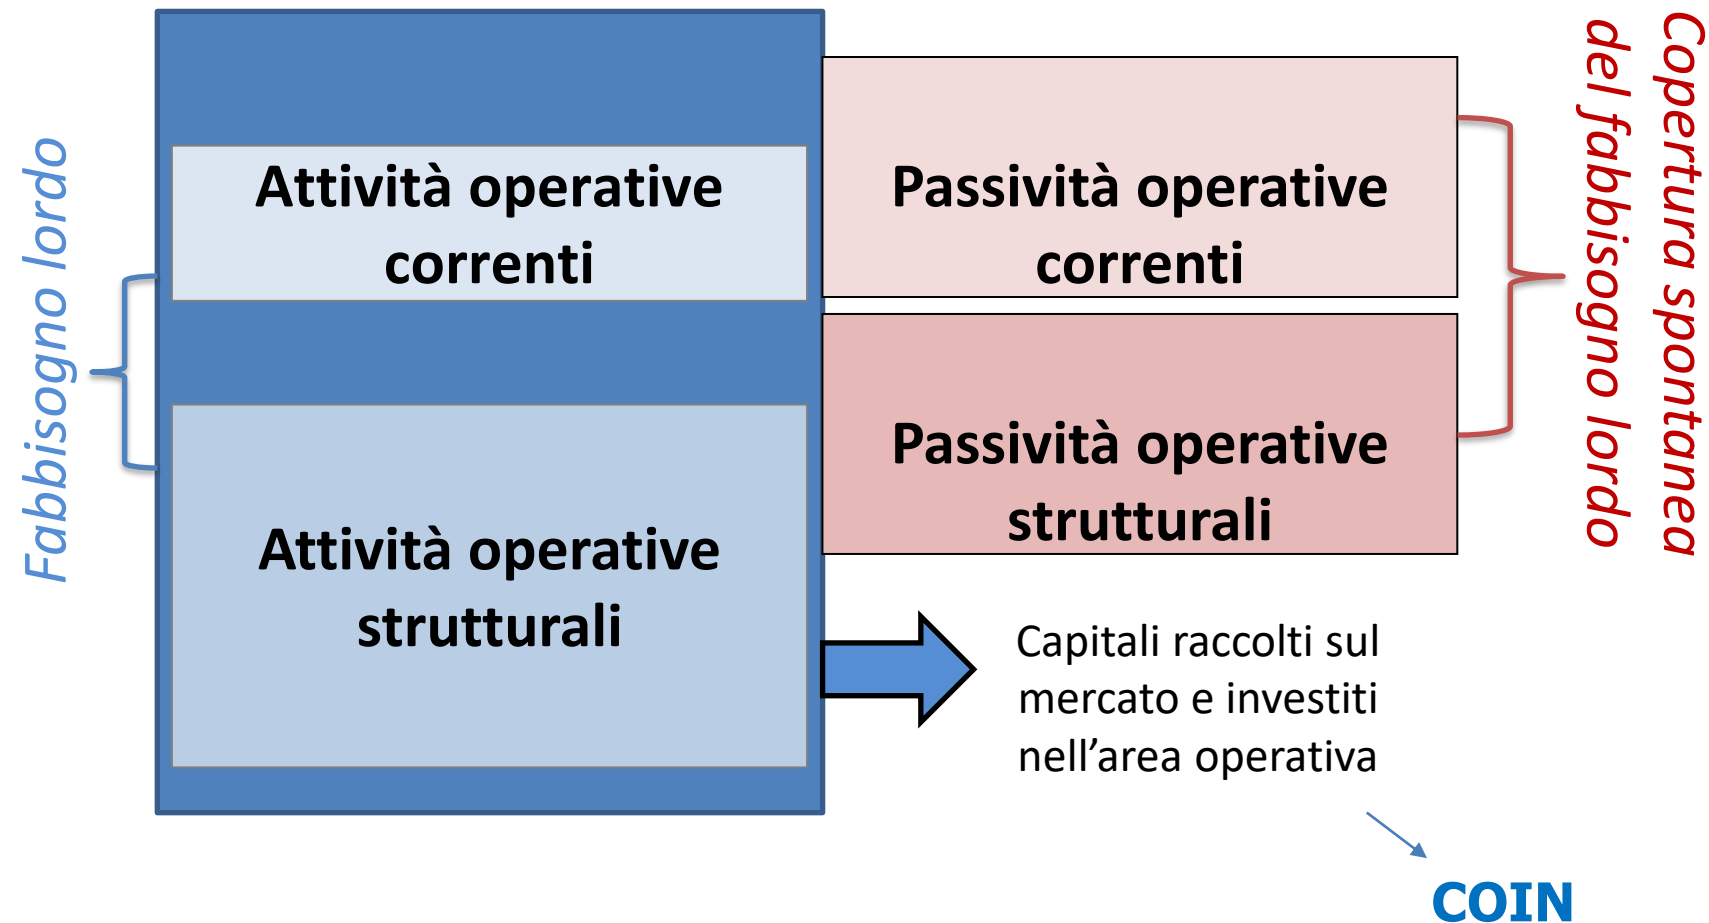 Fabbisogno lordo
Attività operative
correnti
Attività operative
strutturali
Passività operative
correnti
Passività operative
strutturali
Copertura spontanea
del fabbisogno lordo
Capitali raccolti sul
mercato e investiti
nell’area operativa
COIN